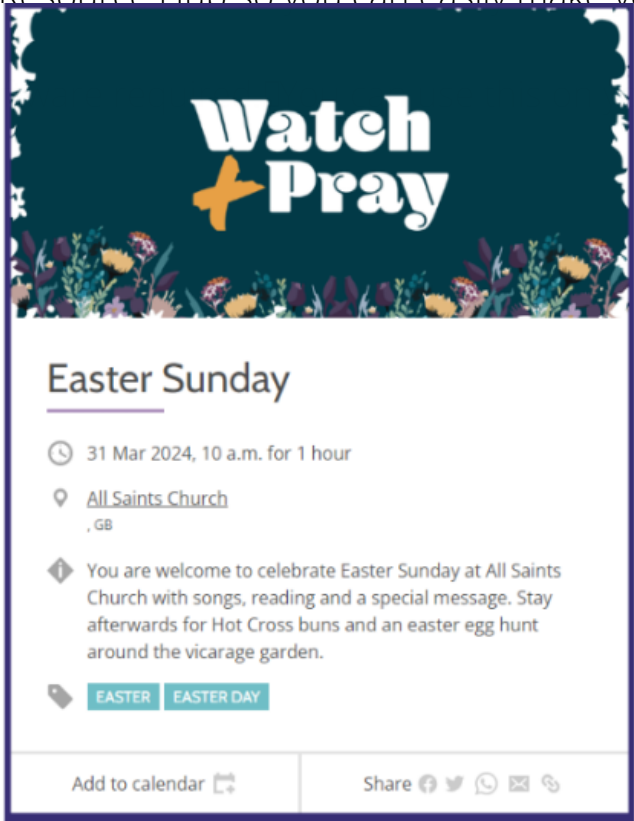 Watch
+Pray
Easter Sunday
31 Mar 2024, 10 a.m. for 1 hour
All Saints Church
, GB
You are welcome to celebrate Easter Sunday at All Saints
Church with songs, reading and a special message. Stay
afterwards for Hot Cross buns and an easter egg hunt
around the vicarage garden.
EASTER EASTER DAY
Add to calendar Share